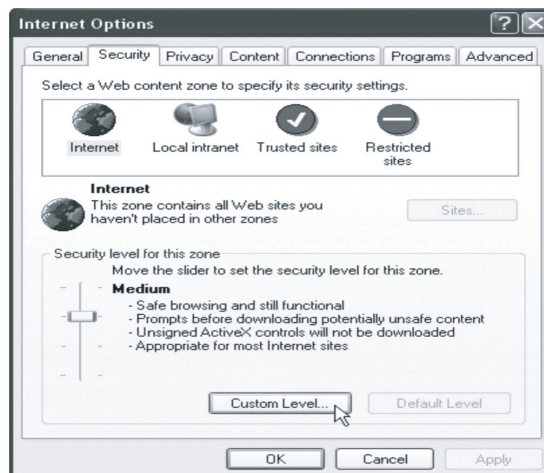 Internet Options
General Security Privacy Content Connections Programs Advanced
Select a Web content zone to specify its security settings.
Internet Local intranet Trusted sites Restricted sites
Internet
This zone contains all Web sites you
haven't placed in other zones
Sites...
Security level for this zone
Move the slider to set the security level for this zone.
Medium
- Safe browsing and still functional
- Prompts before downloading potentially unsafe content
- Unsigned ActiveX controls will not be downloaded
- Appropriate for most Internet sites
Custom Level... Default Level
OK Cancel Apply